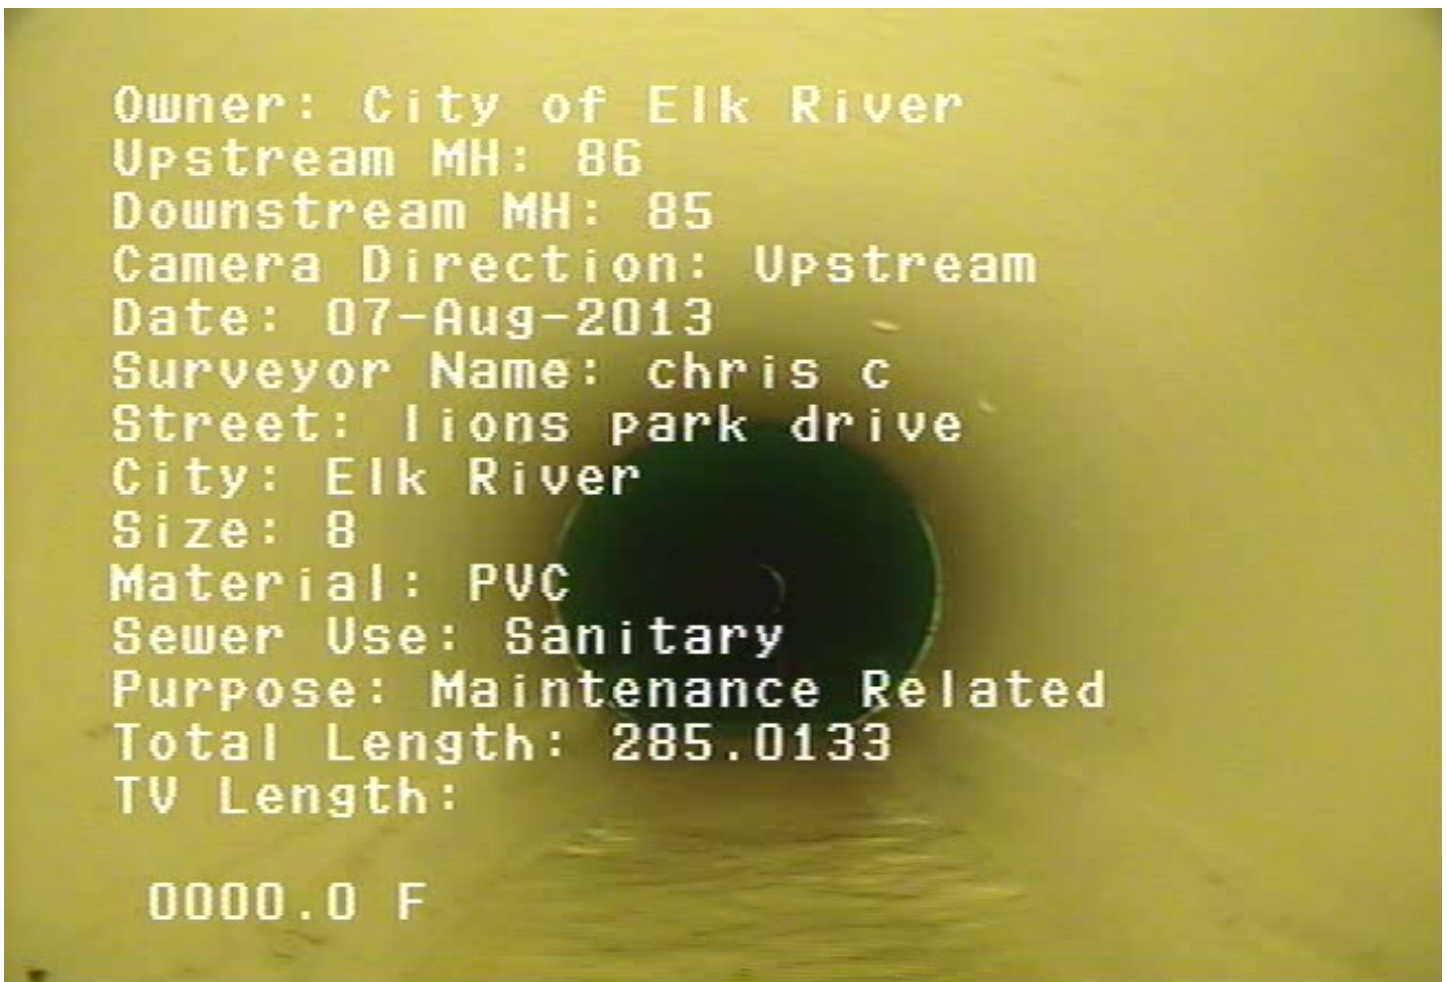 Owner: City of Elk River
Upstream MH: 86
Downstream MH: 85
Camera Direction: Upstream
Date: 07-Aug-2013
Surveyor Name: chris c
Street: lions park drive
City: Elk River
Size: 8
Material: PVC
Sewer Use: Sanitary
Purpose: Maintenance Related
Total Length: 285.0133
TV Length:
0000.0 F